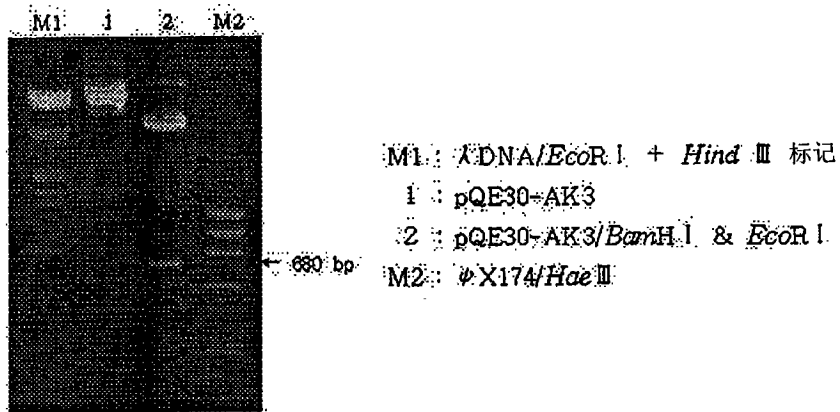 M1 1 2 M2
M1 : λDNA/EcoR I + Hind III 标记
1 : pQE30-AK3
2 : pQE30-AK3/BamH I & EcoR I
← 680 bp
M2 : ψX174/Hae III